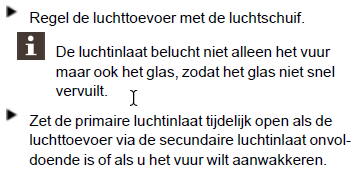 Regel de luchttoevoer met de luchtschuif.
De luchtinlaat belucht niet alleen het vuur
maar ook het glas, zodat het glas niet snel
vervuilt.
Zet de primaire luchtinlaat tijdelijk open als de
luchttoevoer via de secundaire luchtinlaat onvol-
doende is of als u het vuur wilt aanwakkeren.